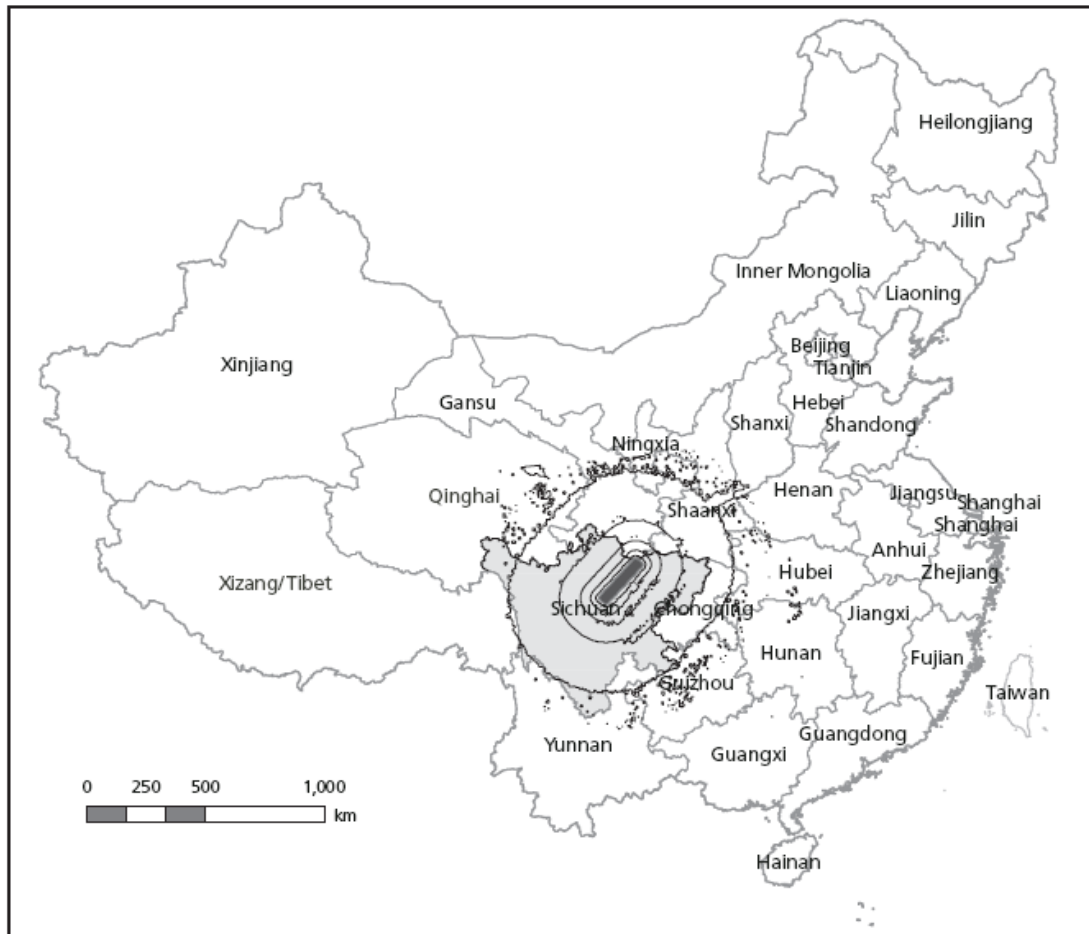 Heilongjiang
Jilin
Inner Mongolia
Liaoning
Beijing
Tianjin
Xinjiang
Gansu
Hebei
Shanxi
Shandong
Ningxia
Qinghai
Henan
Jiangsu
Shanghai
Shaanxi
Shanghai
Anhui
Xizang/Tibet
Hubei
Zhejiang
Sichuan
Chongqing
Jiangxi
Hunan
Fujian
Guizhou
Taiwan
Yunnan
Guangdong
Guangxi
0 250 500 1,000
km
Hainan